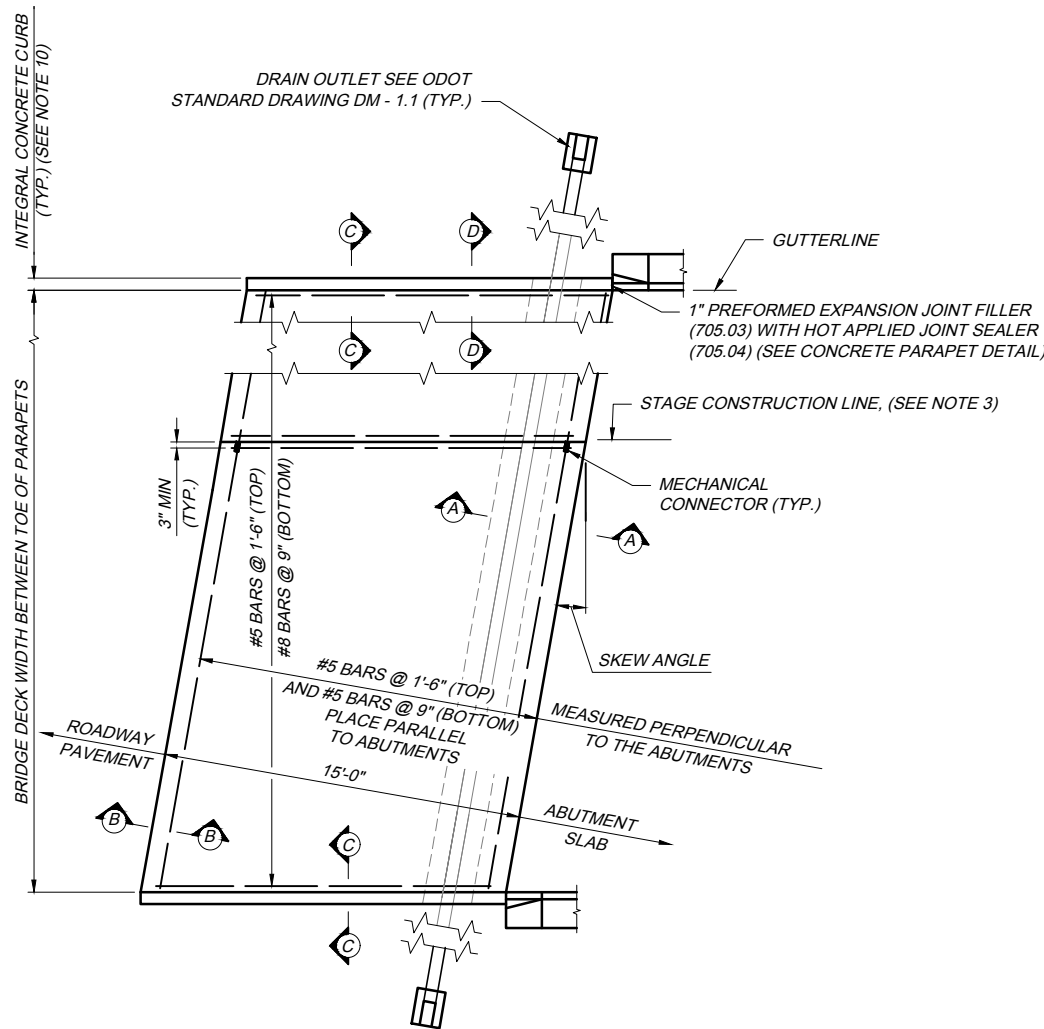 INTEGRAL CONCRETE CURB
(TYP.) (SEE NOTE 10)
DRAIN OUTLET SEE ODOT
STANDARD DRAWING DM - 1.1 (TYP.)
C
D
GUTTERLINE
1" PREFORMED EXPANSION JOINT FILLER
(705.03) WITH HOT APPLIED JOINT SEALER
(705.04) (SEE CONCRETE PARAPET DETAIL)
C
D
BRIDGE DECK WIDTH BETWEEN TOE OF PARAPETS
STAGE CONSTRUCTION LINE, (SEE NOTE 3)
3" MIN
(TYP.)
MECHANICAL
CONNECTOR (TYP.)
A
A
#5 BARS @ 1'-6" (TOP)
#8 BARS @ 9" (BOTTOM)
SKEW ANGLE
#5 BARS @ 1'-6" (TOP)
AND #5 BARS @ 9" (BOTTOM)
PLACE PARALLEL
TO ABUTMENTS
MEASURED PERPENDICULAR
TO THE ABUTMENTS
ROADWAY
PAVEMENT
15'-0"
ABUTMENT
SLAB
B
B
C
C